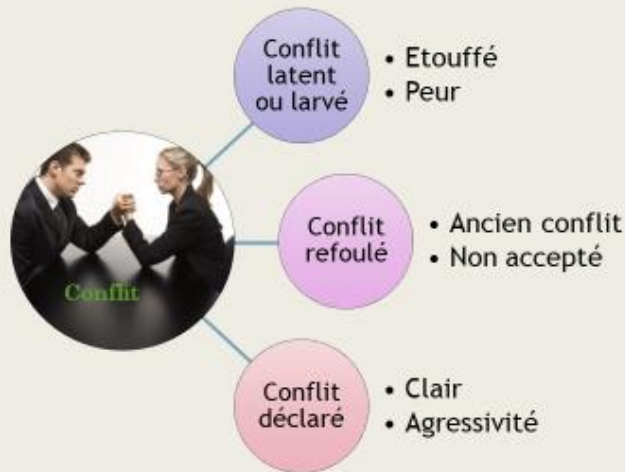 Conflit
latent
ou larvé
• Etouffé
• Peur
Conflit
Conflit
refoulé
• Ancien conflit
• Non accepté
Conflit
déclaré
• Clair
• Agressivité